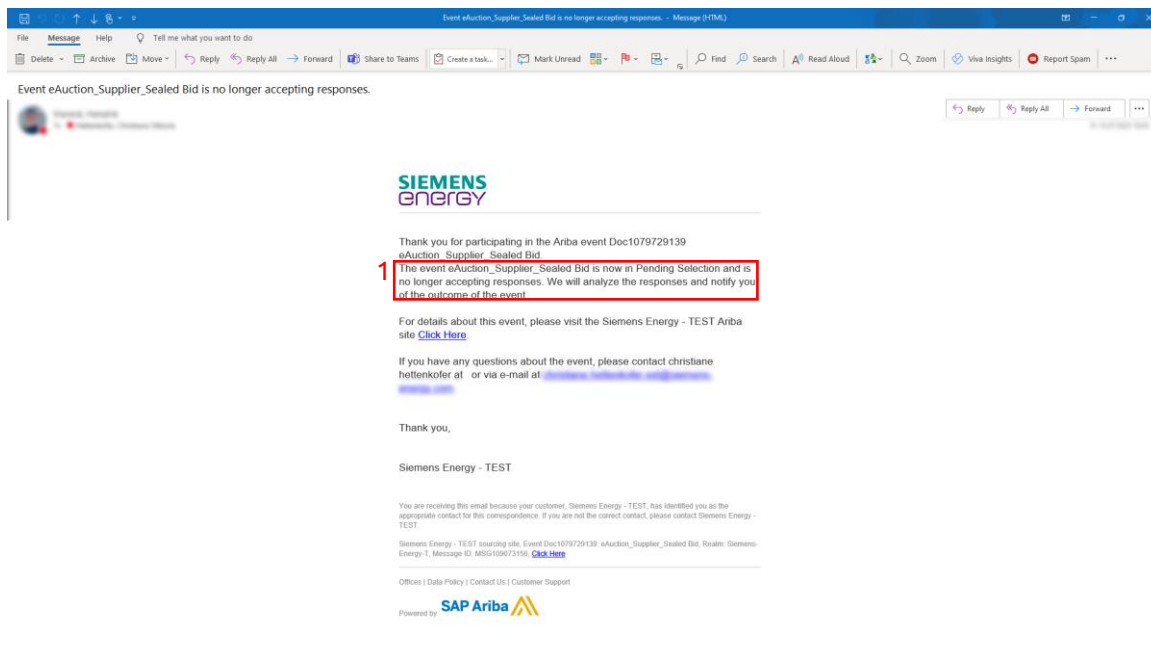 Event eAuction_Supplier_Sealed Bid is no longer accepting responses. - Message (HTML)
File Message Help Tell me what you want to do
Delete Archive Move Reply Reply All Forward Share to Teams Create a task... Mark Unread Find Search Read Aloud Zoom Viva Insights Report Spam ...
Event eAuction_Supplier_Sealed Bid is no longer accepting responses.
Reply Reply All Forward ...
SIEMENS
energy
Thank you for participating in the Ariba event Doc1079729139
eAuction_Supplier_Sealed Bid.
1
The event eAuction_Supplier_Sealed Bid is now in Pending Selection and is
no longer accepting responses. We will analyze the responses and notify you
of the outcome of the event
For details about this event, please visit the Siemens Energy - TEST Ariba
site Click Here.
If you have any questions about the event, please contact christiane
hettenkofer at or via e-mail at
Thank you,
Siemens Energy - TEST
You are receiving this email because your customer, Siemens Energy - TEST, has identified you as the
appropriate contact for this correspondence. If you are not the correct contact, please contact Siemens Energy -
TEST.
Siemens Energy - TEST sourcing site, Event Doc1079729139: eAuction_Supplier_Sealed Bid, Realm: Siemens-
Energy-T, Message ID: MSG109073156, Click Here
Offices | Data Policy | Contact Us | Customer Support
Powered by SAP Ariba